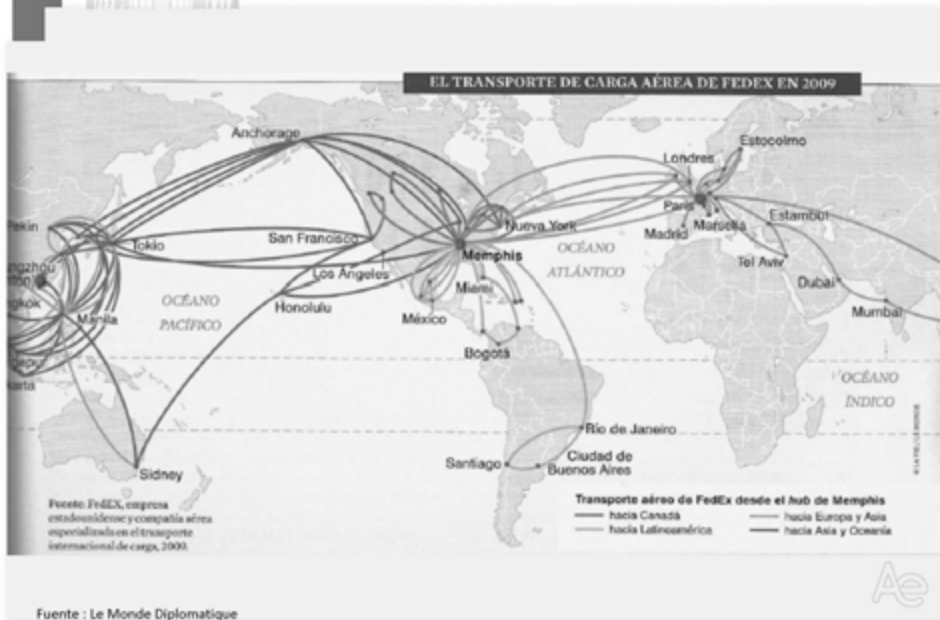 EL TRANSPORTE DE CARGA AÉREA DE FEDEX EN 2009
Anchorage
Estocolmo
Londres
París
Estambul
Tokio
San Francisco
Nueva York
Madrid
Marsella
Memphis
OCÉANO
ATLÁNTICO
Tel Aviv
Los Ángeles
Miami
Dubai
OCÉANO
PACÍFICO
Honolulu
Manila
México
Mumbai
Bogotá
OCÉANO
ÍNDICO
Río de Janeiro
Santiago
Ciudad de
Buenos Aires
Sidney
Fuente: FedEX, empresa
estadounidense y compañía aérea
especializada en el transporte
internacional de carga, 2009.
Transporte aéreo de FedEx desde el hub de Memphis
hacia Canadá
hacia Europa y Asia
hacia Latinoamérica
hacia Asia y Oceanía
Ae
Fuente : Le Monde Diplomatique